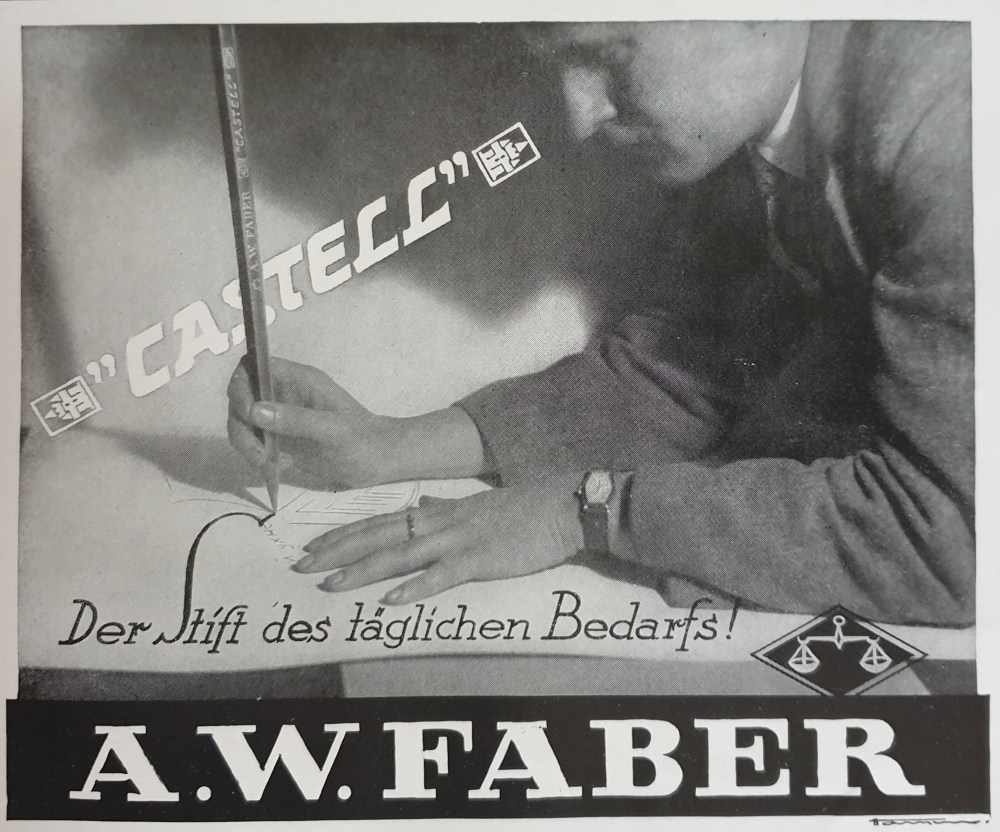 "CASTELL"
A.W. FABER "CASTELL"
Der Stift des täglichen Bedarfs!
A.W. FABER